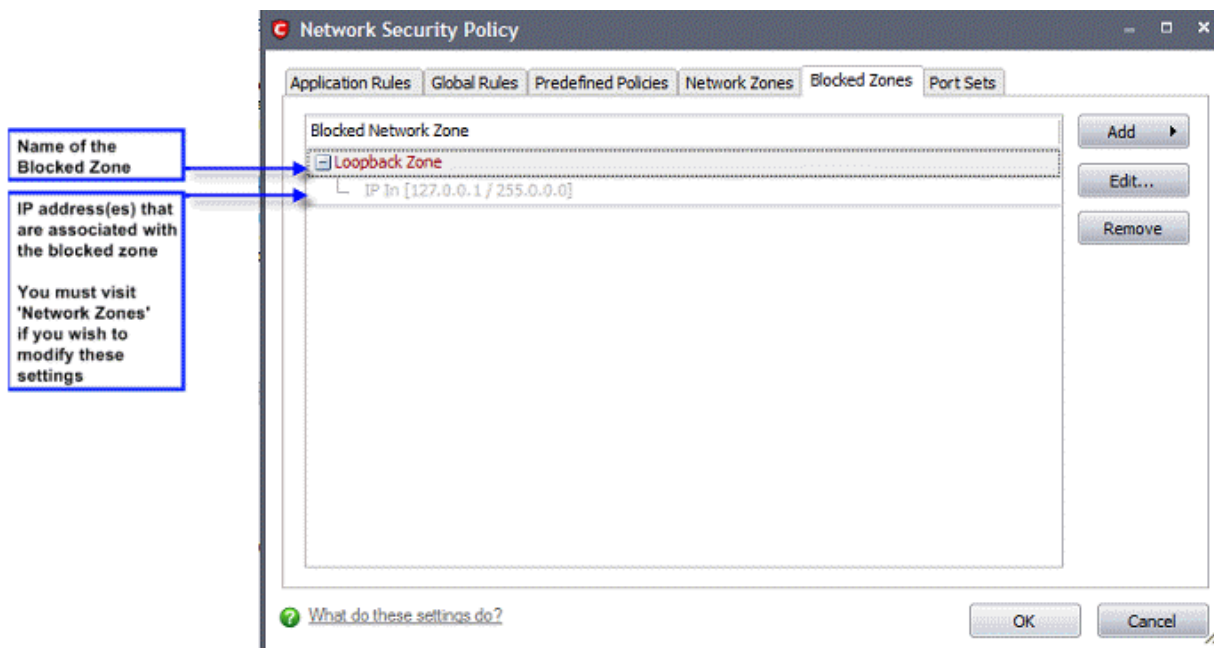 Network Security Policy
Application Rules
Global Rules
Predefined Policies
Network Zones
Blocked Zones
Port Sets
Name of the
Blocked Zone
Blocked Network Zone
Loopback Zone
IP In [127.0.0.1 / 255.0.0.0]
IP address(es) that
are associated with
the blocked zone
You must visit
'Network Zones'
if you wish to
modify these
settings
Add
Edit...
Remove
What do these settings do?
OK
Cancel